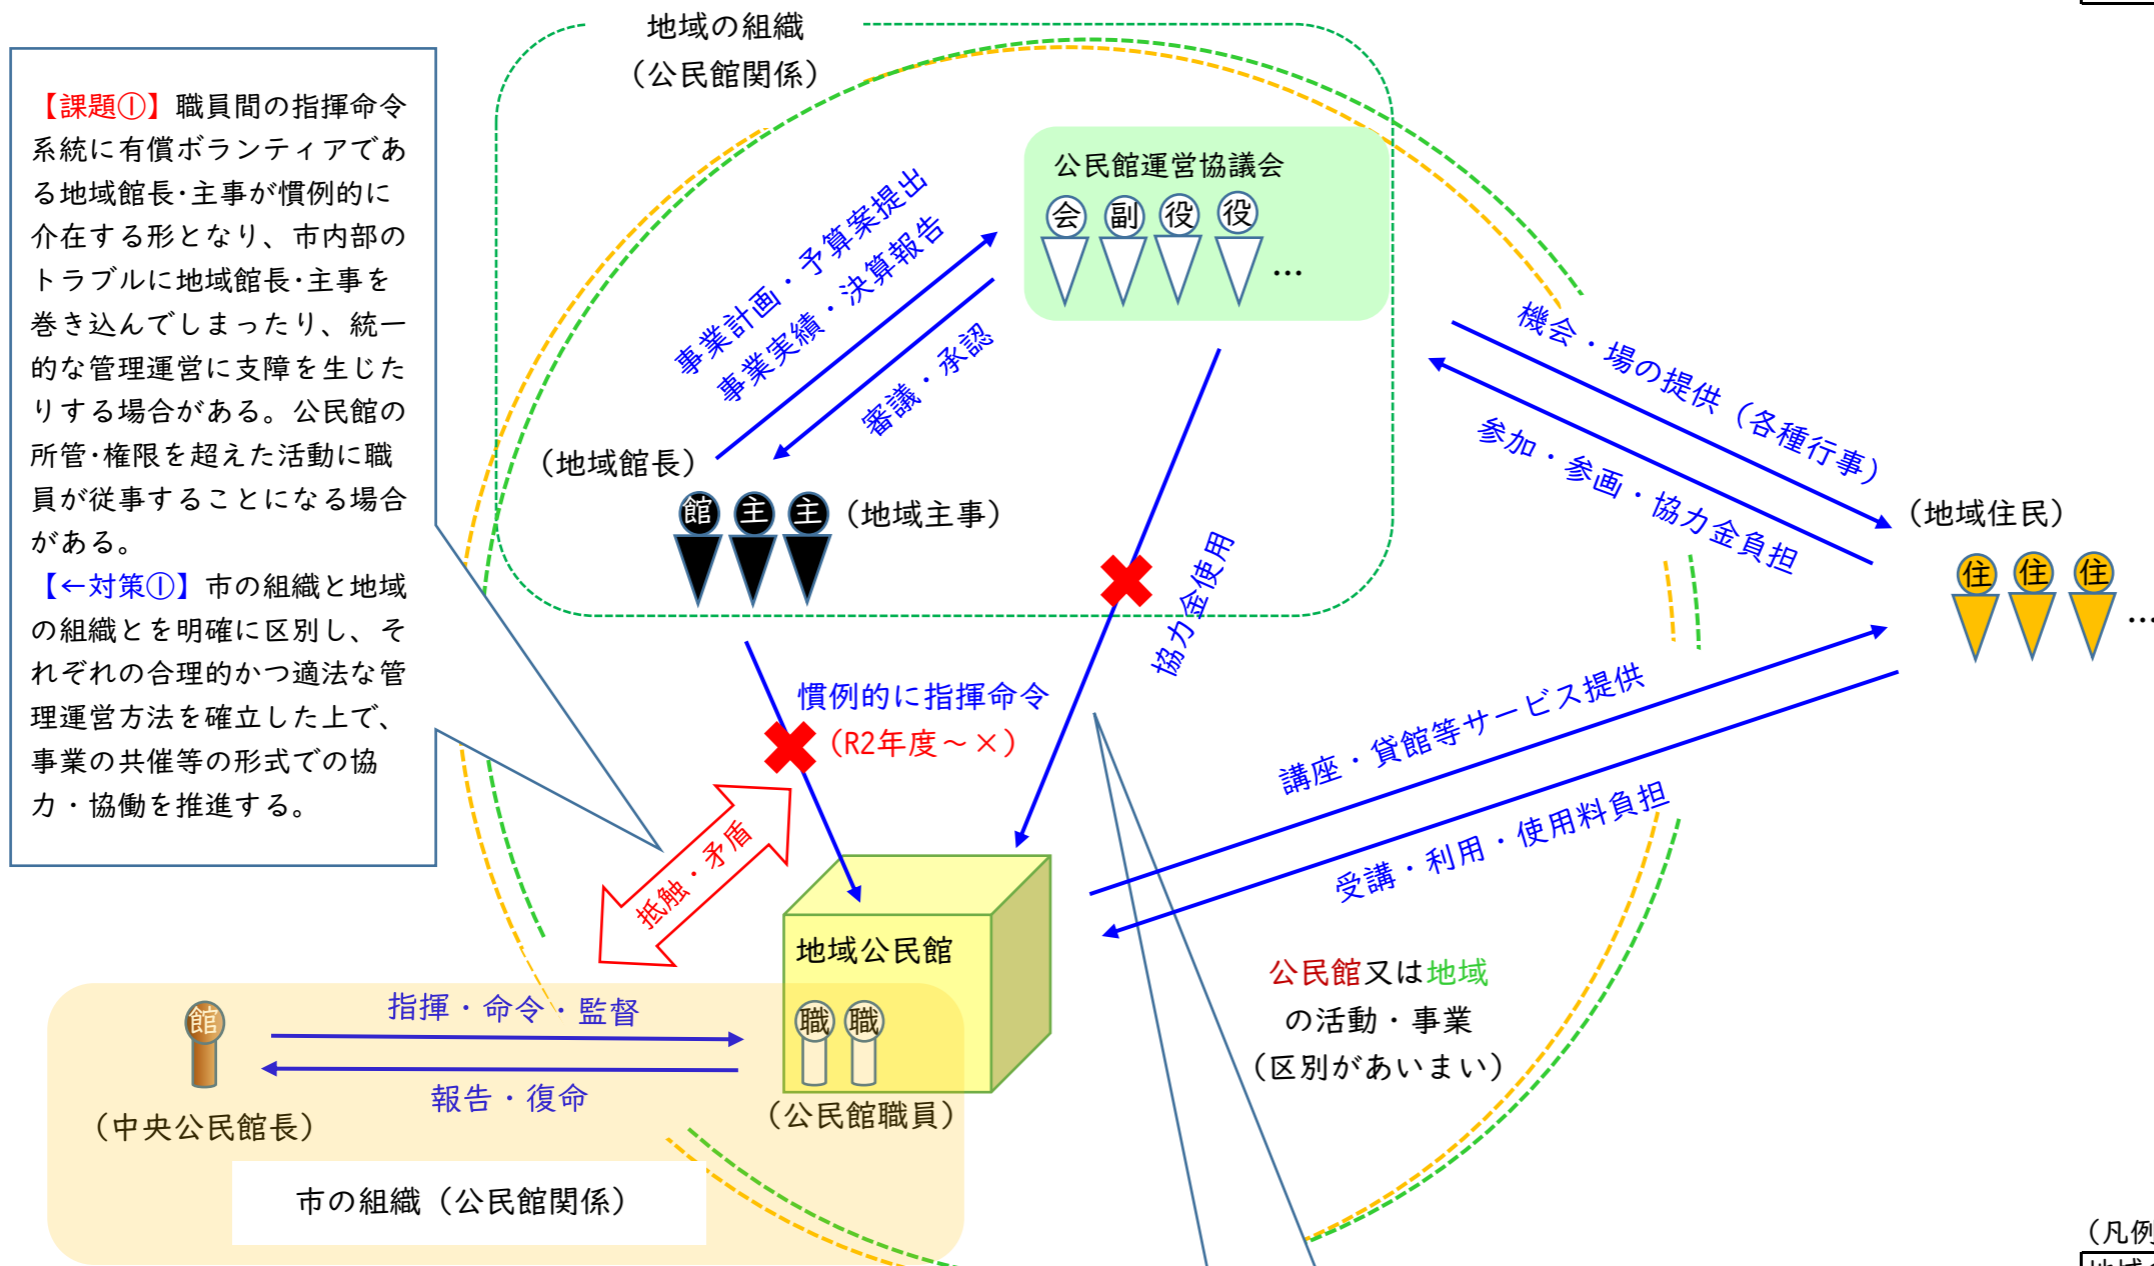 地域の組織
（公民館関係）
【課題①】職員間の指揮命令
系統に有償ボランティアであ
る地域館長･主事が慣例的に
介在する形となり、市内部の
トラブルに地域館長･主事を
巻き込んでしまったり、統一
的な管理運営に支障を生じた
りする場合がある。公民館の
所管･権限を超えた活動に職
員が従事することになる場合
がある。
【←対策①】市の組織と地域
の組織とを明確に区別し、そ
れぞれの合理的かつ適法な管
理運営方法を確立した上で、
事業の共催等の形式での協
力・協働を推進する。
公民館運営協議会
会 副 役 役
…
事業計画・予算案提出
事業実績・決算報告
審議・承認
（地域館長）
館 主 主
（地域主事）
機会・場の提供（各種行事）
参加・参画・協力金負担
（地域住民）
住 住 住
…
協力金使用
慣例的に指揮命令
（R2年度～×）
講座・貸館等サービス提供
受講・利用・使用料負担
抵触・矛盾
地域公民館
職 職
（公民館職員）
公民館又は地域
の活動・事業
（区別があいまい）
館
指揮・命令・監督
報告・復命
（中央公民館長）
市の組織（公民館関係）
（凡例